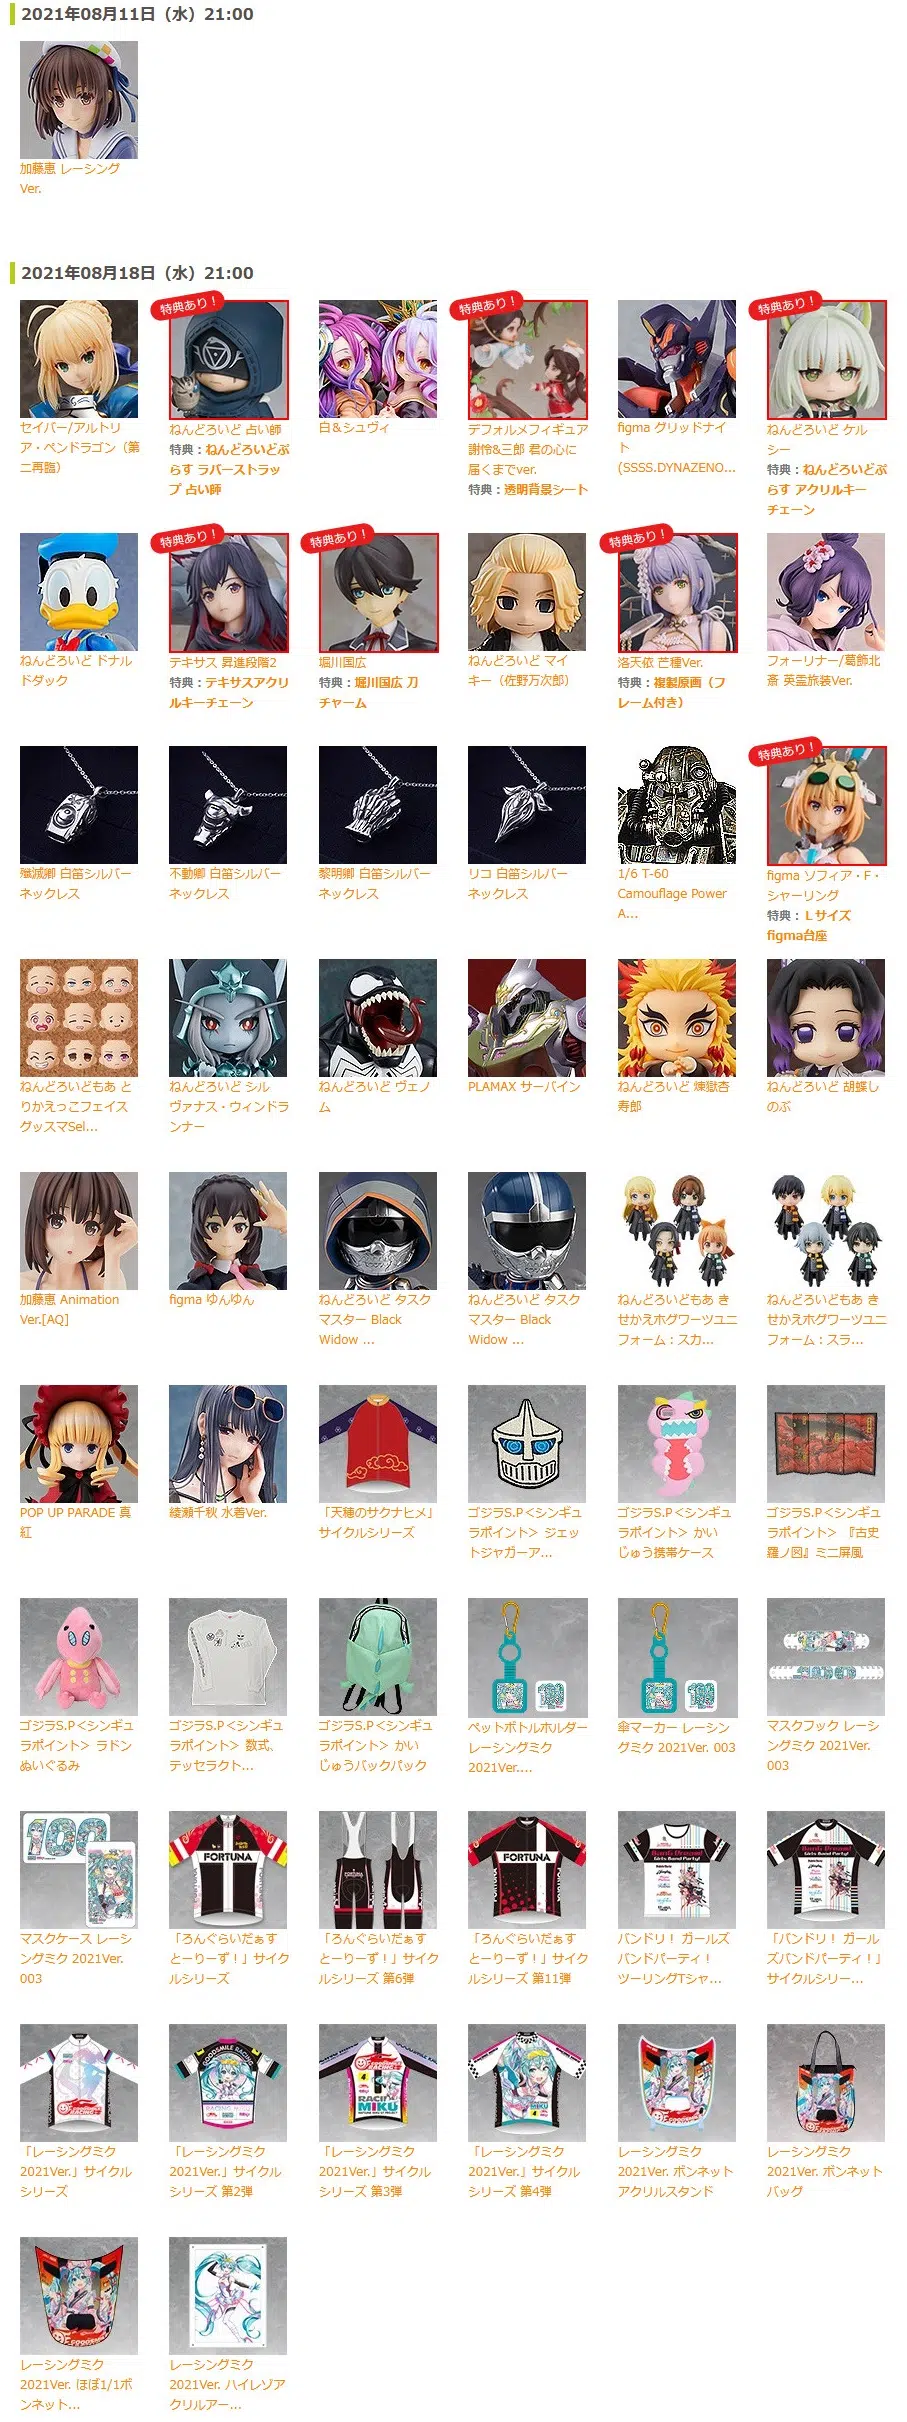 2021年08月11日（水）21:00
加藤恵 レーシング
Ver.
2021年08月18日（水）21:00
セイバー/アルトリ
ア・ペンドラゴン（第
二再臨）
特典あり！
ねんどろいど 占い師
特典：ねんどろいどぷ
らす ラバーストラッ
プ 占い師
白＆シュヴィ
特典あり！
デフォルメフィギュア
謝怜&三郎 君の心に
届くまでver.
特典：透明背景シート
figma グリッドナイ
ト
(SSSS.DYNAZENO...
特典あり！
ねんどろいど ケル
シー
特典：ねんどろいどぷ
らす アクリルキー
チェーン
ねんどろいど ドナル
ドダック
特典あり！
テキサス 昇進段階2
特典：テキサスアクリ
ルキーチェーン
特典あり！
堀川国広
特典：堀川国広 刀
チャーム
ねんどろいど マイ
キー（佐野万次郎）
特典あり！
洛天依 芒種Ver.
特典：複製原画（フ
レーム付き）
フォーリナー/葛飾北
斎 英霊旅装Ver.
殲滅卿 白笛シルバー
ネックレス
不動卿 白笛シルバー
ネックレス
黎明卿 白笛シルバー
ネックレス
リコ 白笛シルバー
ネックレス
1/6 T-60
Camouflage Power
A...
特典あり！
figma ソフィア・F・
シャーリング
特典：Ｌサイズ
figma台座
ねんどろいどもあ と
りかえっこフェイス
グッスマSel...
ねんどろいど シル
ヴァナス・ウィンドラ
ンナー
ねんどろいど ヴェノ
ム
PLAMAX サーバイン
ねんどろいど 煉獄杏
寿郎
ねんどろいど 胡蝶し
のぶ
加藤恵 Animation
Ver.[AQ]
figma ゆんゆん
ねんどろいど タスク
マスター Black
Widow ...
ねんどろいど タスク
マスター Black
Widow ...
ねんどろいどもあ き
せかえホグワーツユニ
フォーム：スカ...
ねんどろいどもあ き
せかえホグワーツユニ
フォーム：スラ...
POP UP PARADE 真
紅
綾瀬千秋 水着Ver.
「天穂のサクナヒメ」
サイクルシリーズ
ゴジラS.P＜シンギュ
ラポイント＞ ジェッ
トジャガーア...
ゴジラS.P＜シンギュ
ラポイント＞ かい
じゅう携帯ケース
ゴジラS.P＜シンギュ
ラポイント＞ 『古史
羅ノ図』ミニ屏風
ゴジラS.P＜シンギュ
ラポイント＞ ラドン
ぬいぐるみ
ゴジラS.P＜シンギュ
ラポイント＞ 数式、
テッセラクト...
ゴジラS.P＜シンギュ
ラポイント＞ かい
じゅうバックパック
ペットボトルホルダー
レーシングミク
2021Ver....
傘マーカー レーシン
グミク 2021Ver. 003
マスクフック レーシ
ングミク 2021Ver.
003
100
マスクケース レーシ
ングミク 2021Ver.
003
FORTUNA
「ろんぐらいだぁす
とーりーず！」サイク
ルシリーズ
「ろんぐらいだぁす
とーりーず！」サイク
ルシリーズ 第6弾
FORTUNA
「ろんぐらいだぁす
とーりーず！」サイク
ルシリーズ 第11弾
BanG Dream!
Girls Band Party!
バンドリ！ ガールズ
バンドパーティ！
ツーリングTシャ...
BanG Dream!
Girls Band Party!
「バンドリ！ ガール
ズバンドパーティ！」
サイクルシリー...
「レーシングミク
2021Ver.」サイクル
シリーズ
GOODSMILE RACING
RACING MIKU
「レーシングミク
2021Ver.」サイクル
シリーズ 第2弾
RACING
MIKU
「レーシングミク
2021Ver.」サイクル
シリーズ 第3弾
「レーシングミク
2021Ver.」サイクル
シリーズ 第4弾
レーシングミク
2021Ver. ボンネット
アクリルスタンド
レーシングミク
2021Ver. ボンネット
バッグ
レーシングミク
2021Ver. ほぼ1/1ボ
ンネット...
レーシングミク
2021Ver. ハイレゾア
クリルアー...